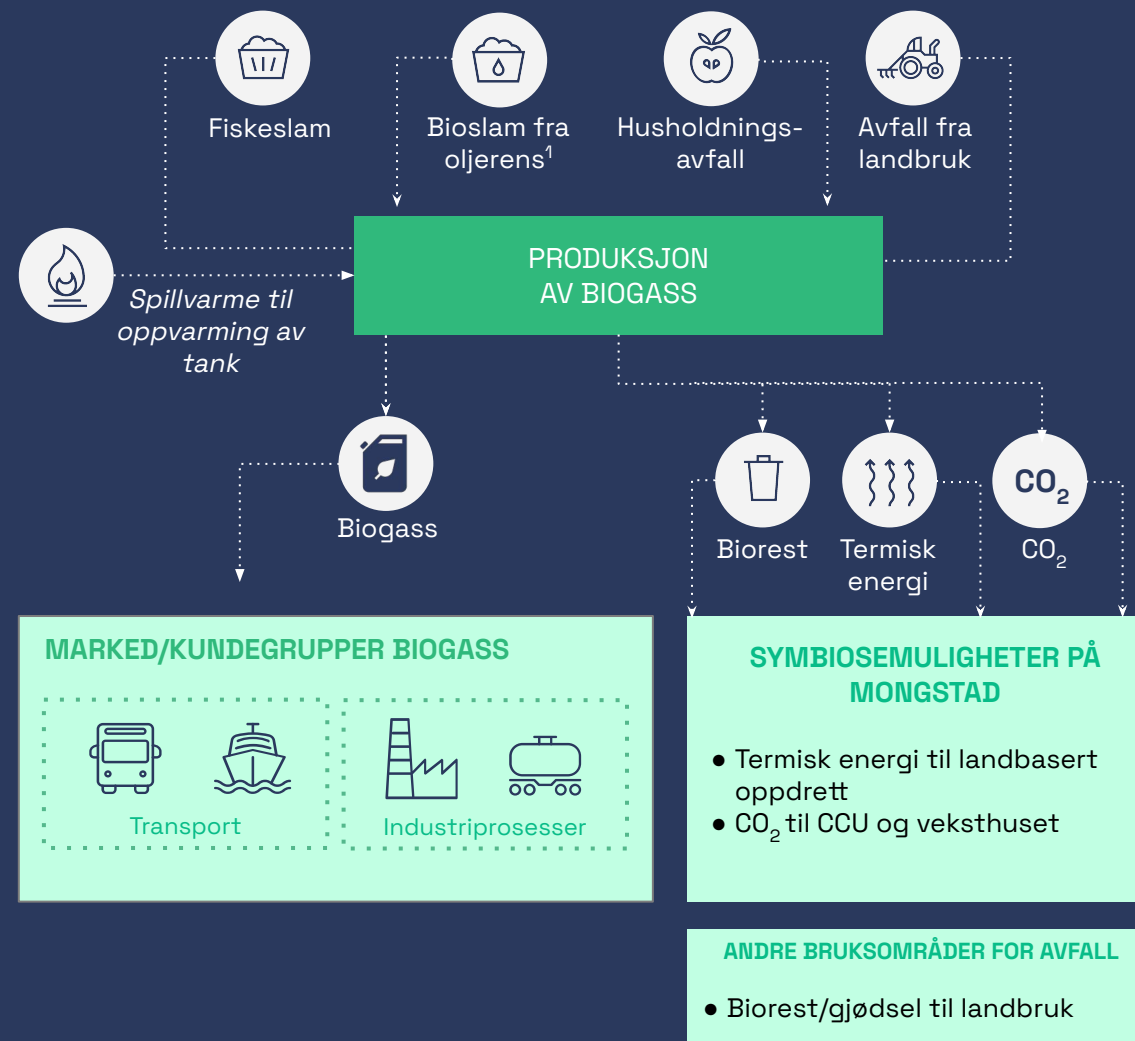 Fiskeslam
Bioslam fra
oljerens¹
Husholdnings-
avfall
Avfall fra
landbruk
PRODUKSJON
AV BIOGASS
Spillvarme til
oppvarming av
tank
Biogass
CO₂
Biorest
Termisk
energi
CO₂
MARKED/KUNDEGRUPPER BIOGASS
Transport
Industriprosesser
SYMBIOSEMULIGHETER PÅ
MONGSTAD
● Termisk energi til landbasert
oppdrett
● CO₂ til CCU og veksthuset
ANDRE BRUKSOMRÅDER FOR AVFALL
● Biorest/gjødsel til landbruk